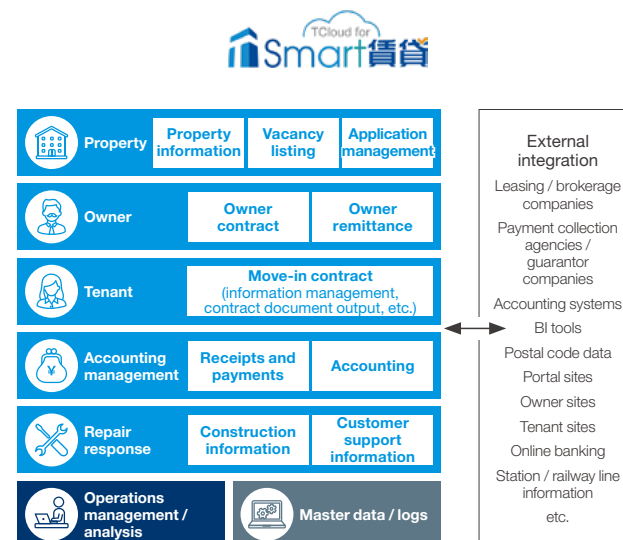 TCloud for
Smart賃貸
Property
Property
information
Vacancy
listing
Application
management
Owner
Owner
contract
Owner
remittance
Tenant
Move-in contract
(information management,
contract document output, etc.)
Accounting
management
¥
Receipts and
payments
Accounting
Repair
response
Construction
information
Customer
support
information
Operations
management /
analysis
Master data / logs
External
integration
Leasing / brokerage
companies
Payment collection
agencies /
guarantor
companies
Accounting systems
BI tools
Postal code data
Portal sites
Owner sites
Tenant sites
Online banking
Station / railway line
information
etc.